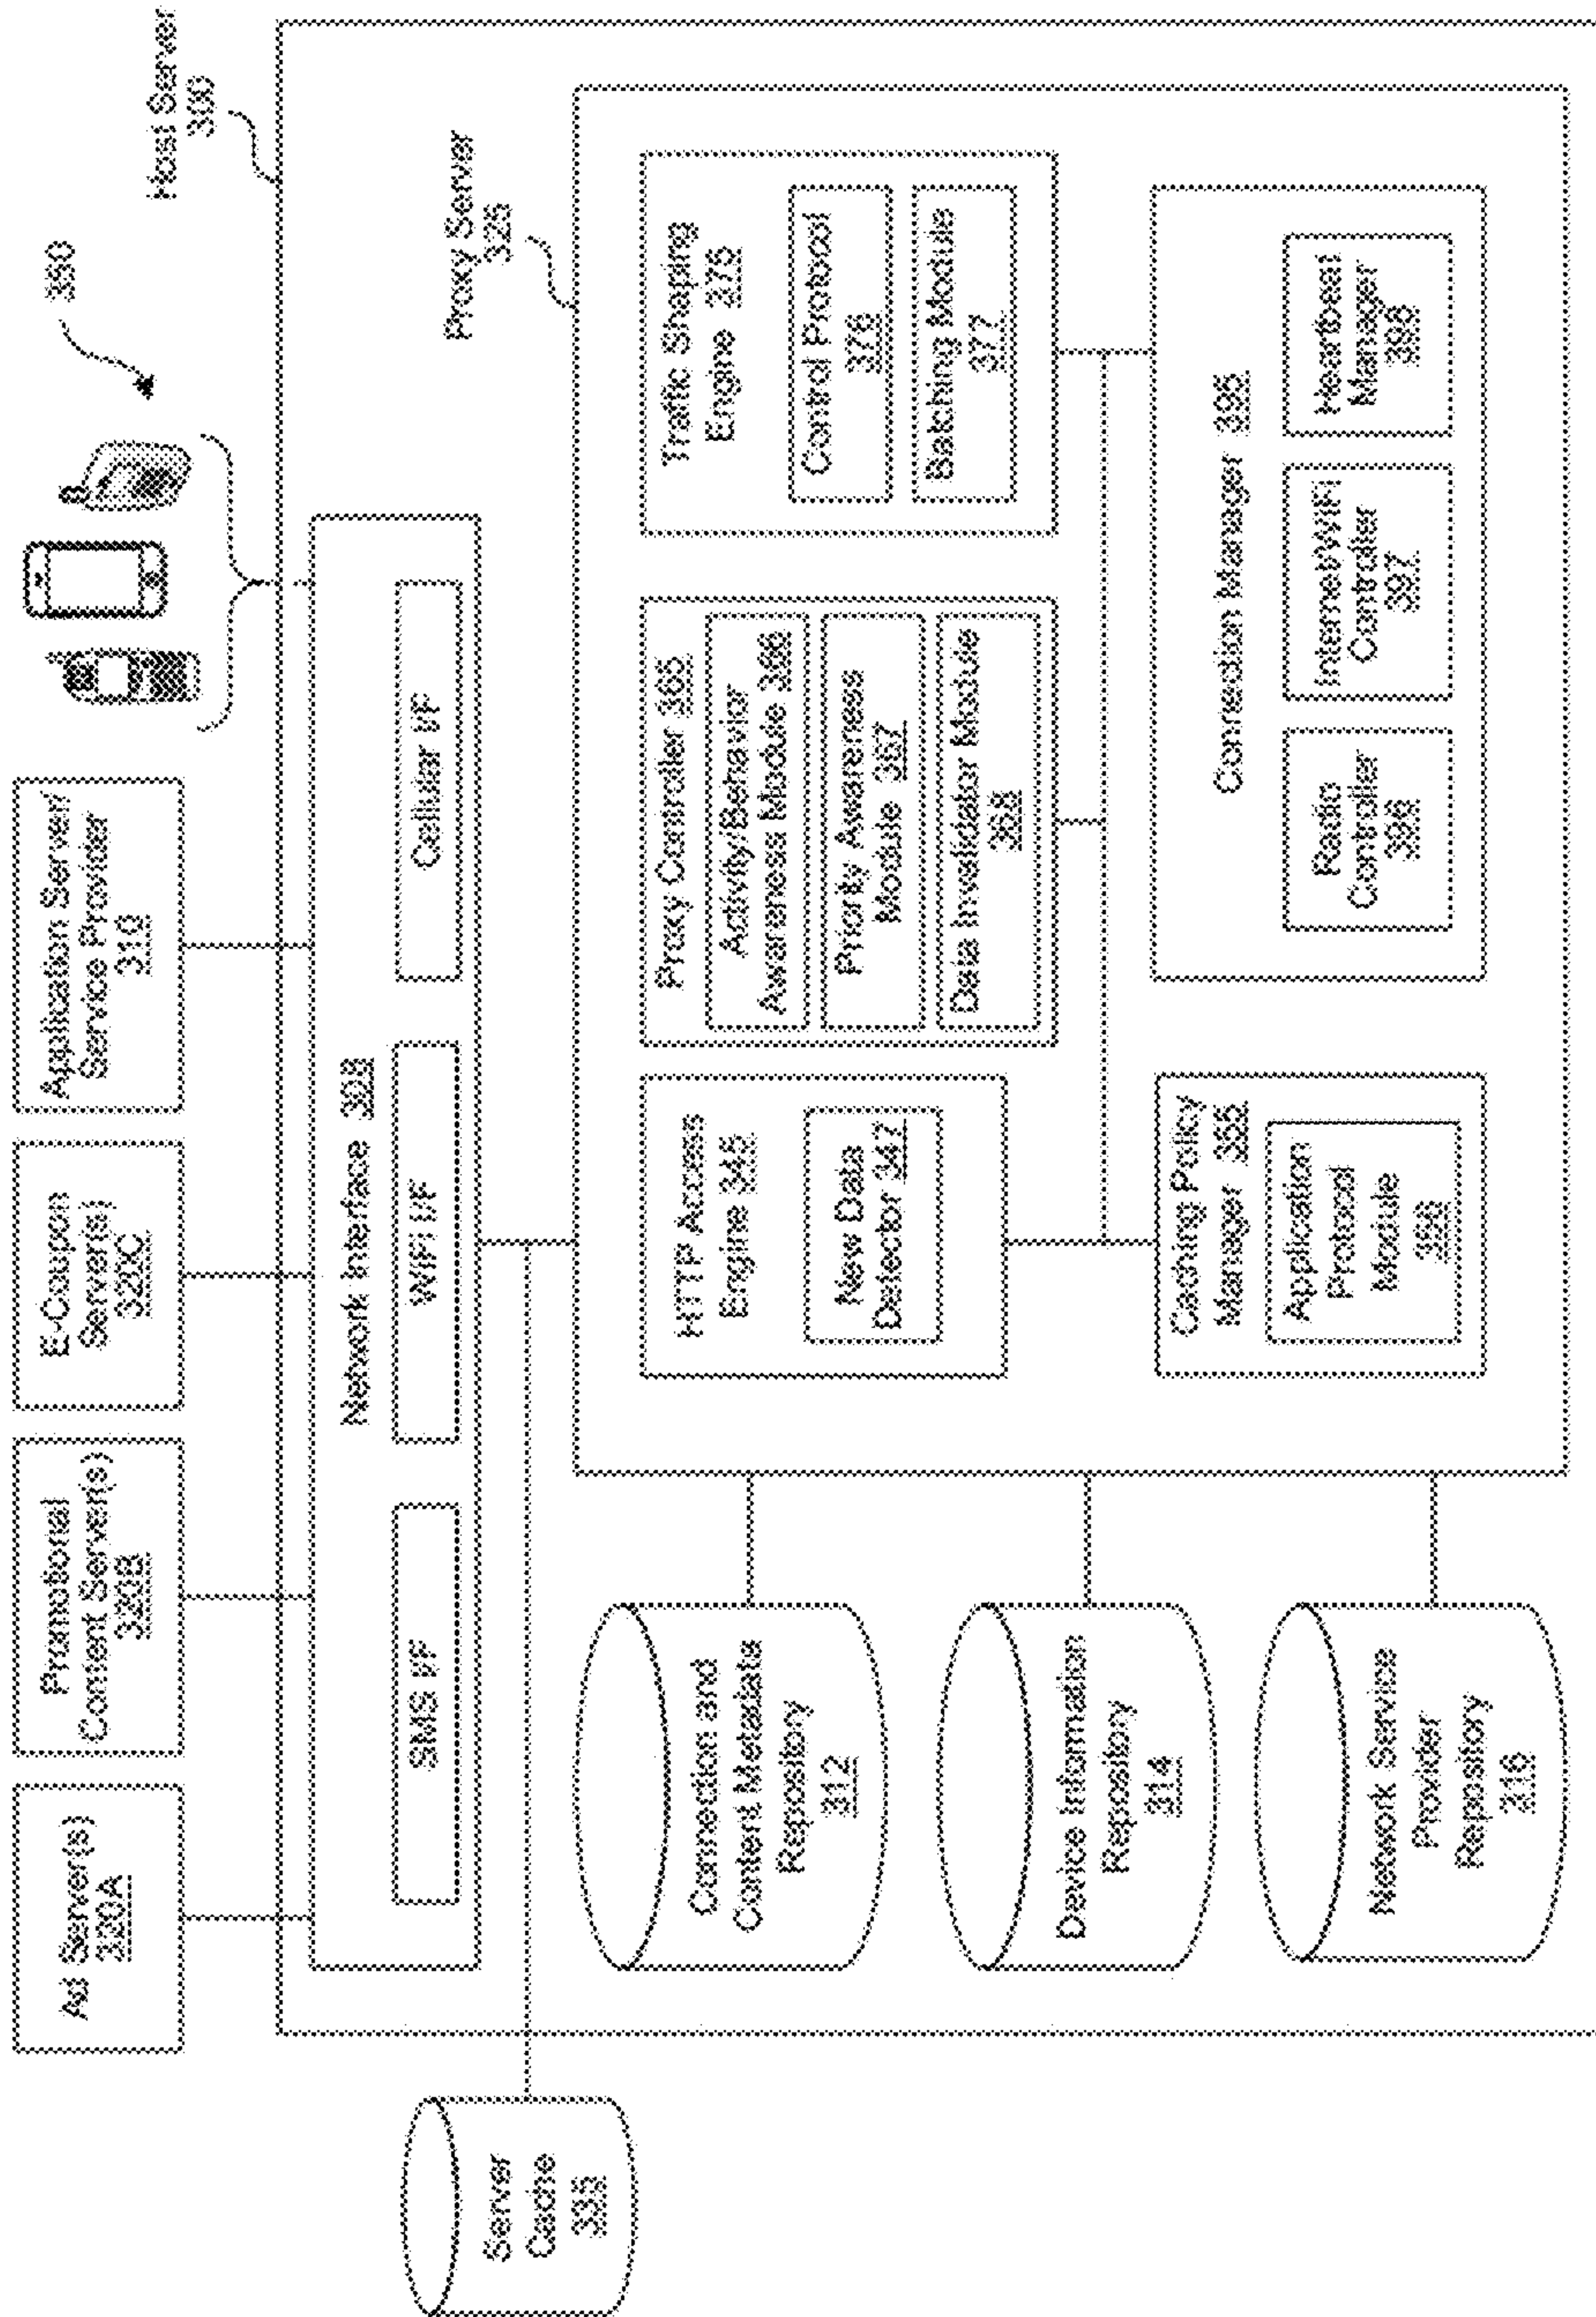 Ad Server(s)
320A
Promotional
Content Server(s)
320B
E-Coupon
Server(s)
320C
Application Server/
Service Provider
310
350
Host Server
300
Network Interface 308
SMS I/F
WiFi I/F
Cellular I/F
Server
Cache
335
Proxy Server
325
Connection and
Content Metadata
Repository
312
Device Information
Repository
314
Network Service
Provider
Repository
316
HTTP Access
Engine 345
New Data
Detector 347
Proxy Controller 365
Activity/Behavior
Awareness Module 366
Priority Awareness
Module 367
Data Invalidator Module
368
Traffic Shaping
Engine 375
Control Protocol
376
Batching Module
377
Caching Policy
Manager 355
Application
Protocol
Module
356
Connection Manager 395
Radio
Controller
396
Internet/WiFi
Controller
397
Heartbeat
Manager
398